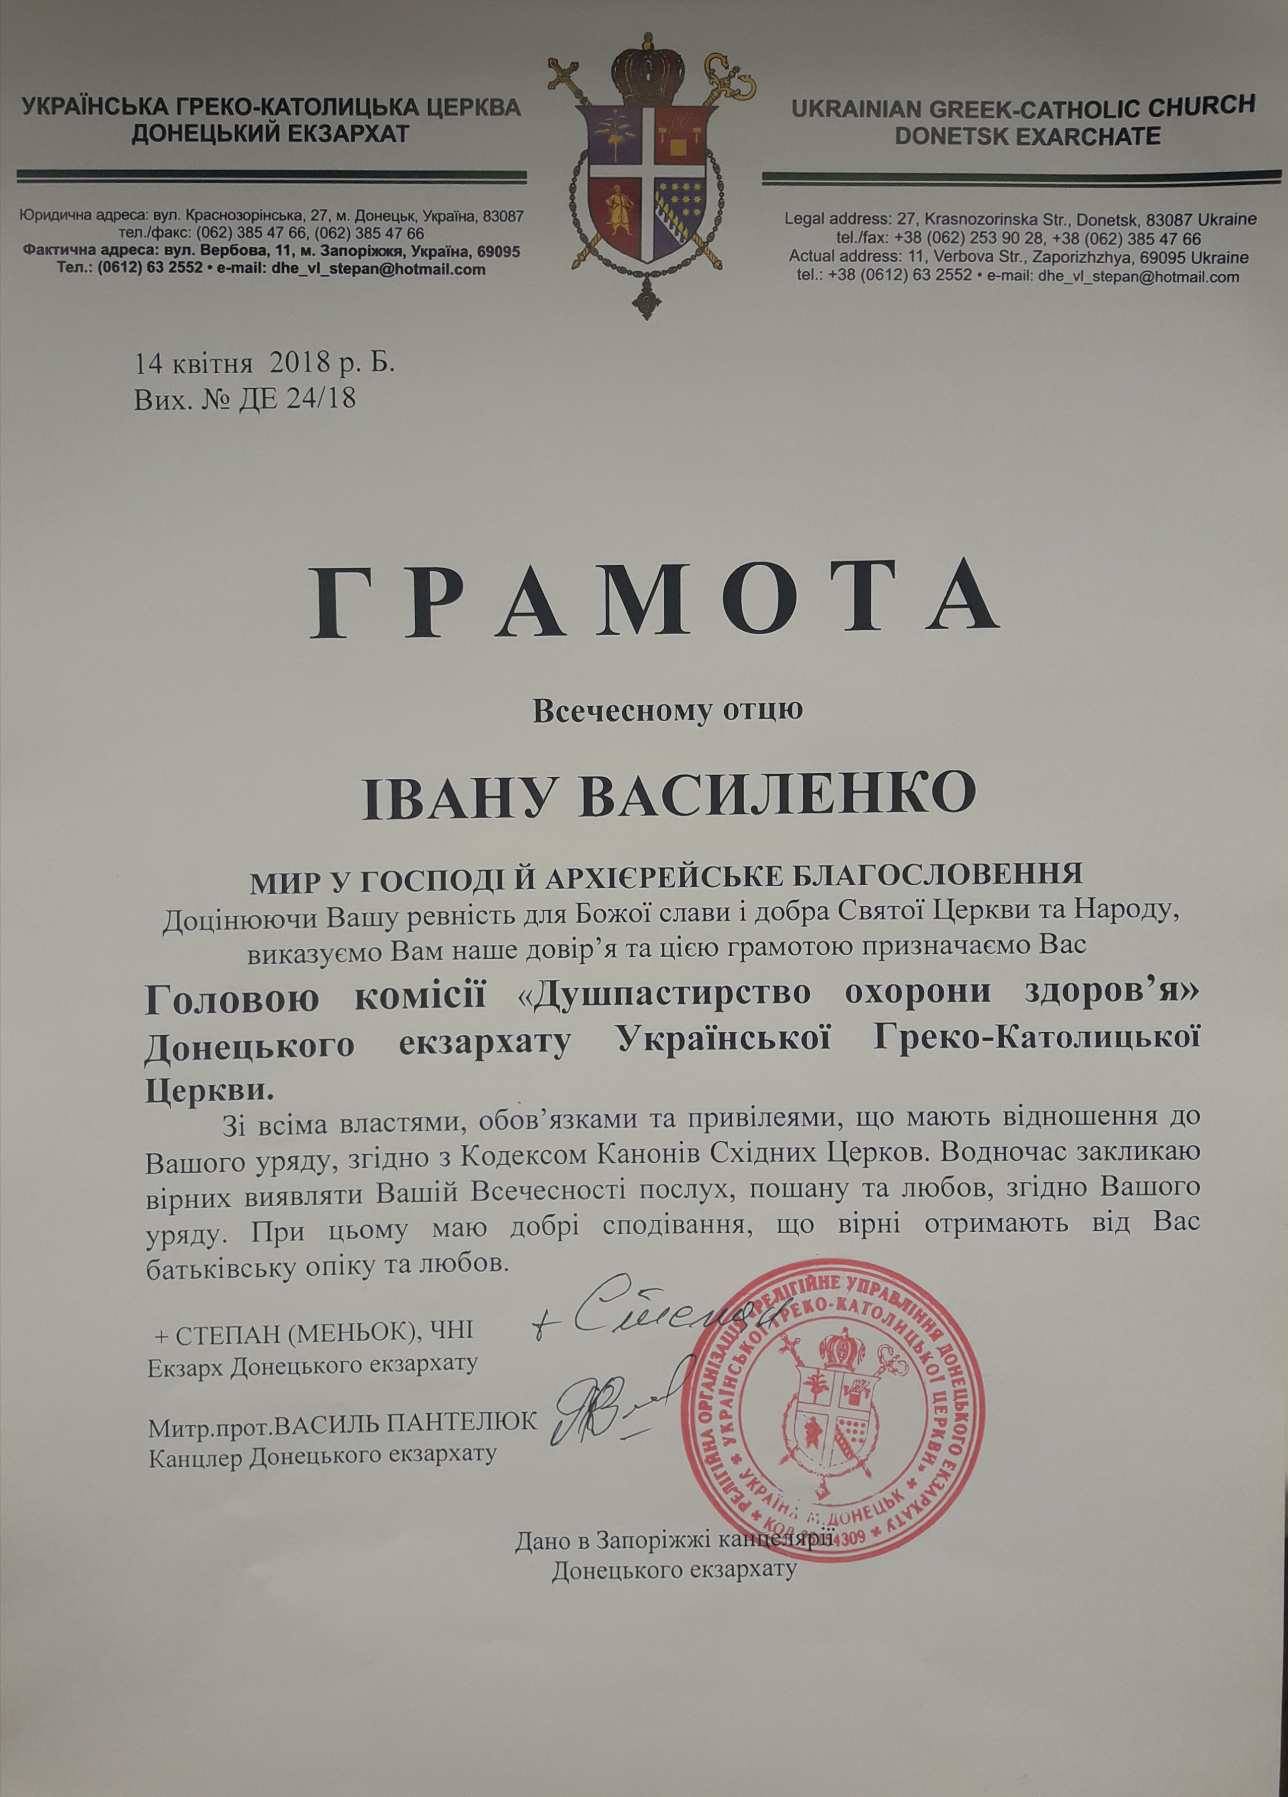 УКРАЇНСЬКА ГРЕКО-КАТОЛИЦЬКА ЦЕРКВА
ДОНЕЦЬКИЙ ЕКЗАРХАТ
Юридична адреса: вул. Краснозорінська, 27, м. Донецьк, Україна, 83087
тел./факс: (062) 385 47 66, (062) 385 47 66
Фактична адреса: вул. Вербова, 11, м. Запоріжжя, Україна, 69095
Тел.: (0612) 63 2552 • e-mail: dhe_vl_stepan@hotmail.com
UKRAINIAN GREEK-CATHOLIC CHURCH
DONETSK EXARCHATE
Legal address: 27, Krasnozorinska Str., Donetsk, 83087 Ukraine
tel./fax: +38 (062) 253 90 28, +38 (062) 385 47 66
Actual address: 11, Verbova Str., Zaporizhzhya, 69095 Ukraine
tel.: +38 (0612) 63 2552 • e-mail: dhe_vl_stepan@hotmail.com
14 квітня 2018 р. Б.
Вих. № ДЕ 24/18
ГРАМОТА
Всечесному отцю
ІВАНУ ВАСИЛЕНКО
МИР У ГОСПОДІ Й АРХІЄРЕЙСЬКЕ БЛАГОСЛОВЕННЯ
Доцінюючи Вашу ревність для Божої слави і добра Святої Церкви та Народу,
виказуємо Вам наше довір’я та цією грамотою призначаємо Вас
Головою комісії «Душпастирство охорони здоров’я»
Донецького екзархату Української Греко-Католицької
Церкви.
Зі всіма властями, обов’язками та привілеями, що мають відношення до
Вашого уряду, згідно з Кодексом Канонів Східних Церков. Водночас закликаю
вірних виявляти Вашій Всечесності послух, пошану та любов, згідно Вашого
уряду. При цьому маю добрі сподівання, що вірні отримають від Вас
батьківську опіку та любов.
+ СТЕПАН (МЕНЬОК), ЧНІ
Екзарх Донецького екзархату
+ Степан
Митр.прот.ВАСИЛЬ ПАНТЕЛЮК
Канцлер Донецького екзархату
РЕЛІГІЙНА ОРГАНІЗАЦІЯ «РЕЛІГІЙНЕ УПРАВЛІННЯ ДОНЕЦЬКОГО ЕКЗАРХАТУ
УКРАЇНСЬКОЇ ГРЕКО-КАТОЛИЦЬКОЇ ЦЕРКВИ»
УКРАЇНА М. ДОНЕЦЬК
КОД
Дано в Запоріжжі канцелярії
Донецького екзархату